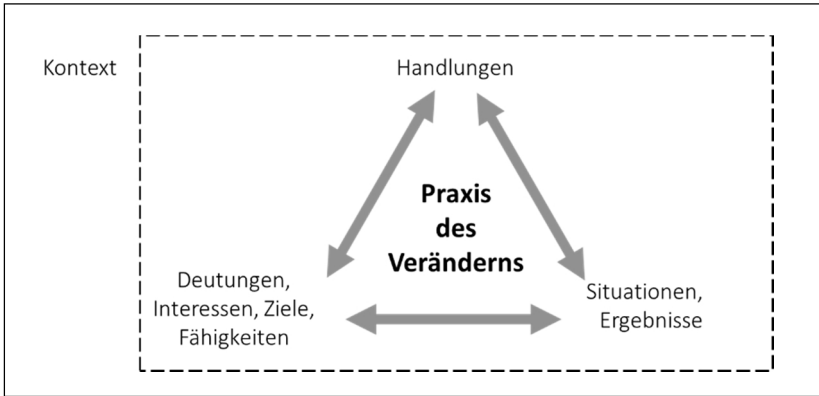 Kontext
Handlungen
Praxis
des
Veränderns
Deutungen,
Interessen, Ziele,
Fähigkeiten
Situationen,
Ergebnisse